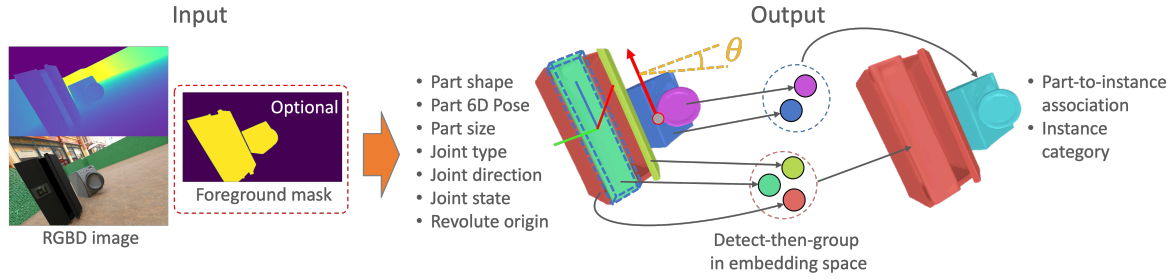 Input
Output
Optional
Foreground mask
RGBD image
• Part shape
• Part 6D Pose
• Part size
• Joint type
• Joint direction
• Joint state
• Revolute origin
θ
Detect-then-group
in embedding space
• Part-to-instance
association
• Instance
category